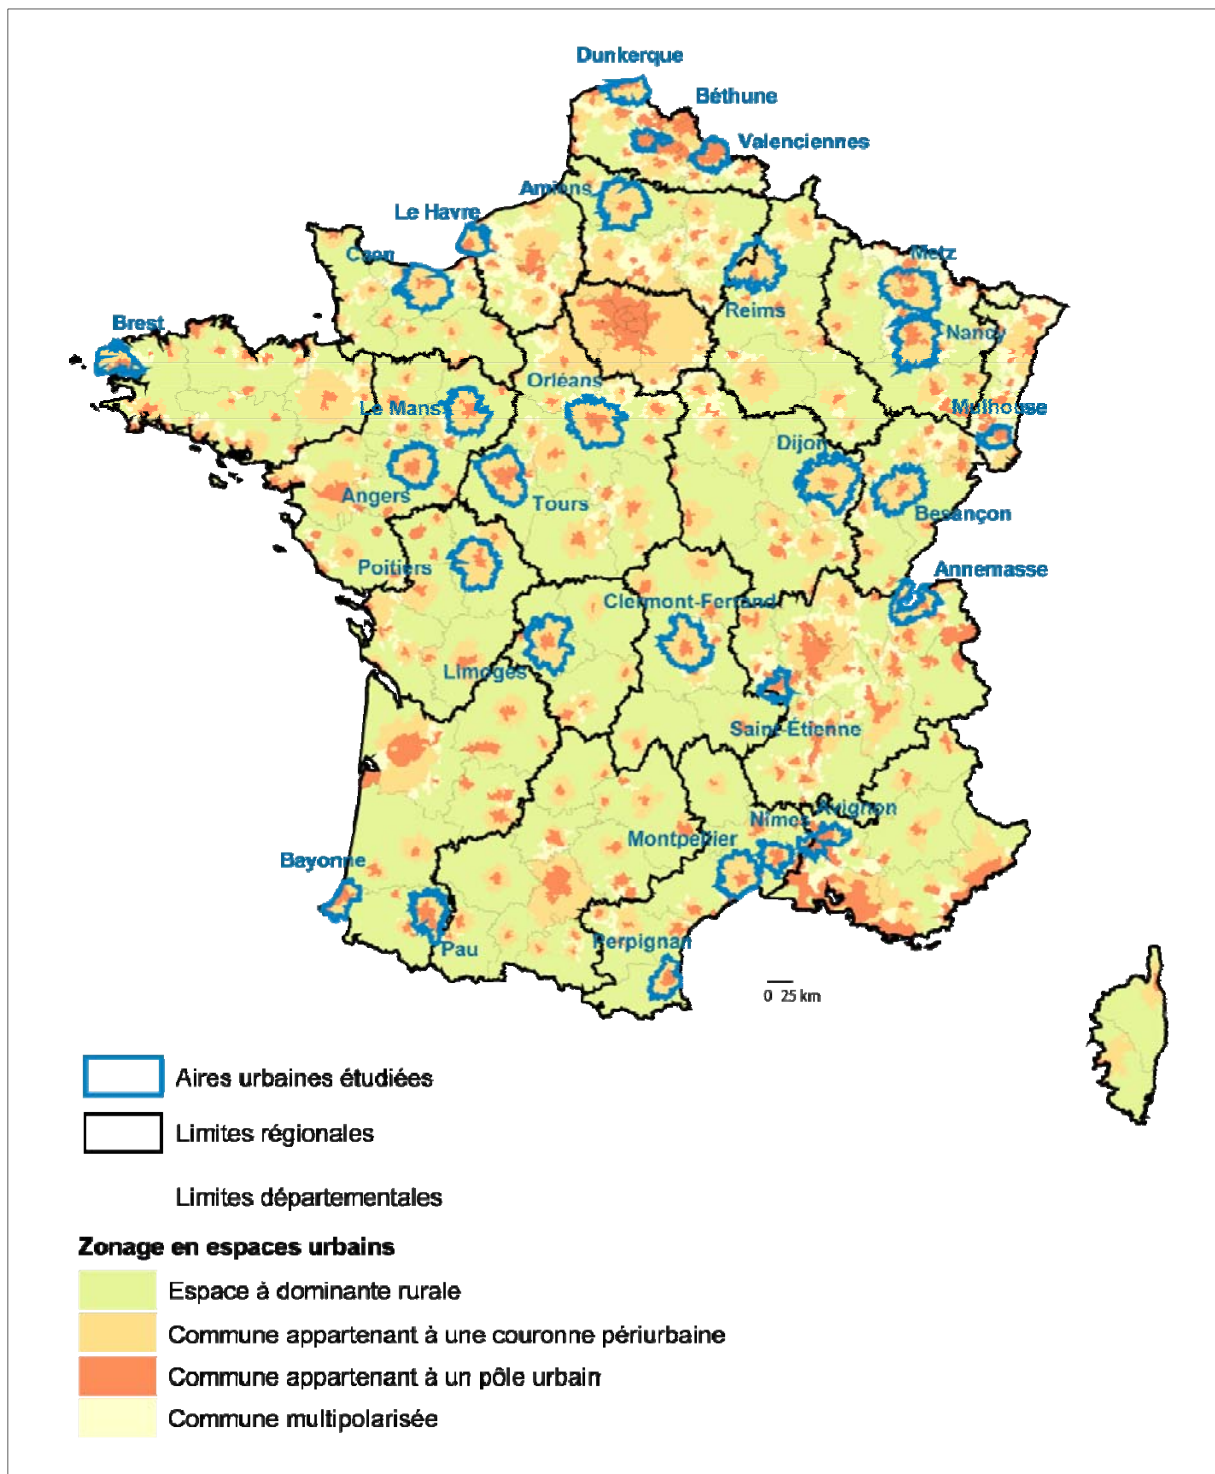 Dunkerque
Béthune
Valenciennes
Amiens
Le Havre
Caen
Metz
Reims
Brest
Nancy
Orléans
Le Mans
Mulhouse
Dijon
Angers
Tours
Besançon
Poitiers
Annemasse
Clermont-Ferrand
Limoges
Saint-Étienne
Avignon
Nîmes
Montpellier
Bayonne
Perpignan
Pau
0 25 km
Aires urbaines étudiées
Limites régionales
Limites départementales
Zonage en espaces urbains
Espace à dominante rurale
Commune appartenant à une couronne périurbaine
Commune appartenant à un pôle urbain
Commune multipolarisée